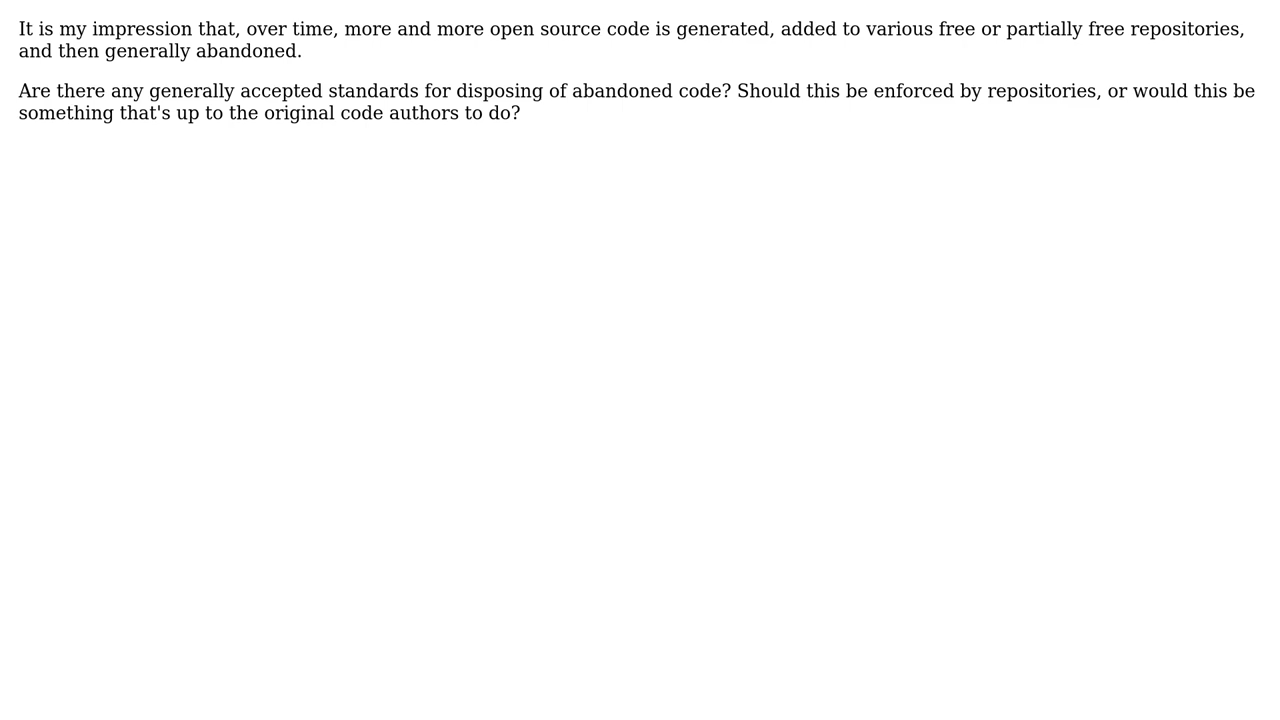 It is my impression that, over time, more and more open source code is generated, added to various free or partially free repositories,
and then generally abandoned.
Are there any generally accepted standards for disposing of abandoned code? Should this be enforced by repositories, or would this be
something that's up to the original code authors to do?